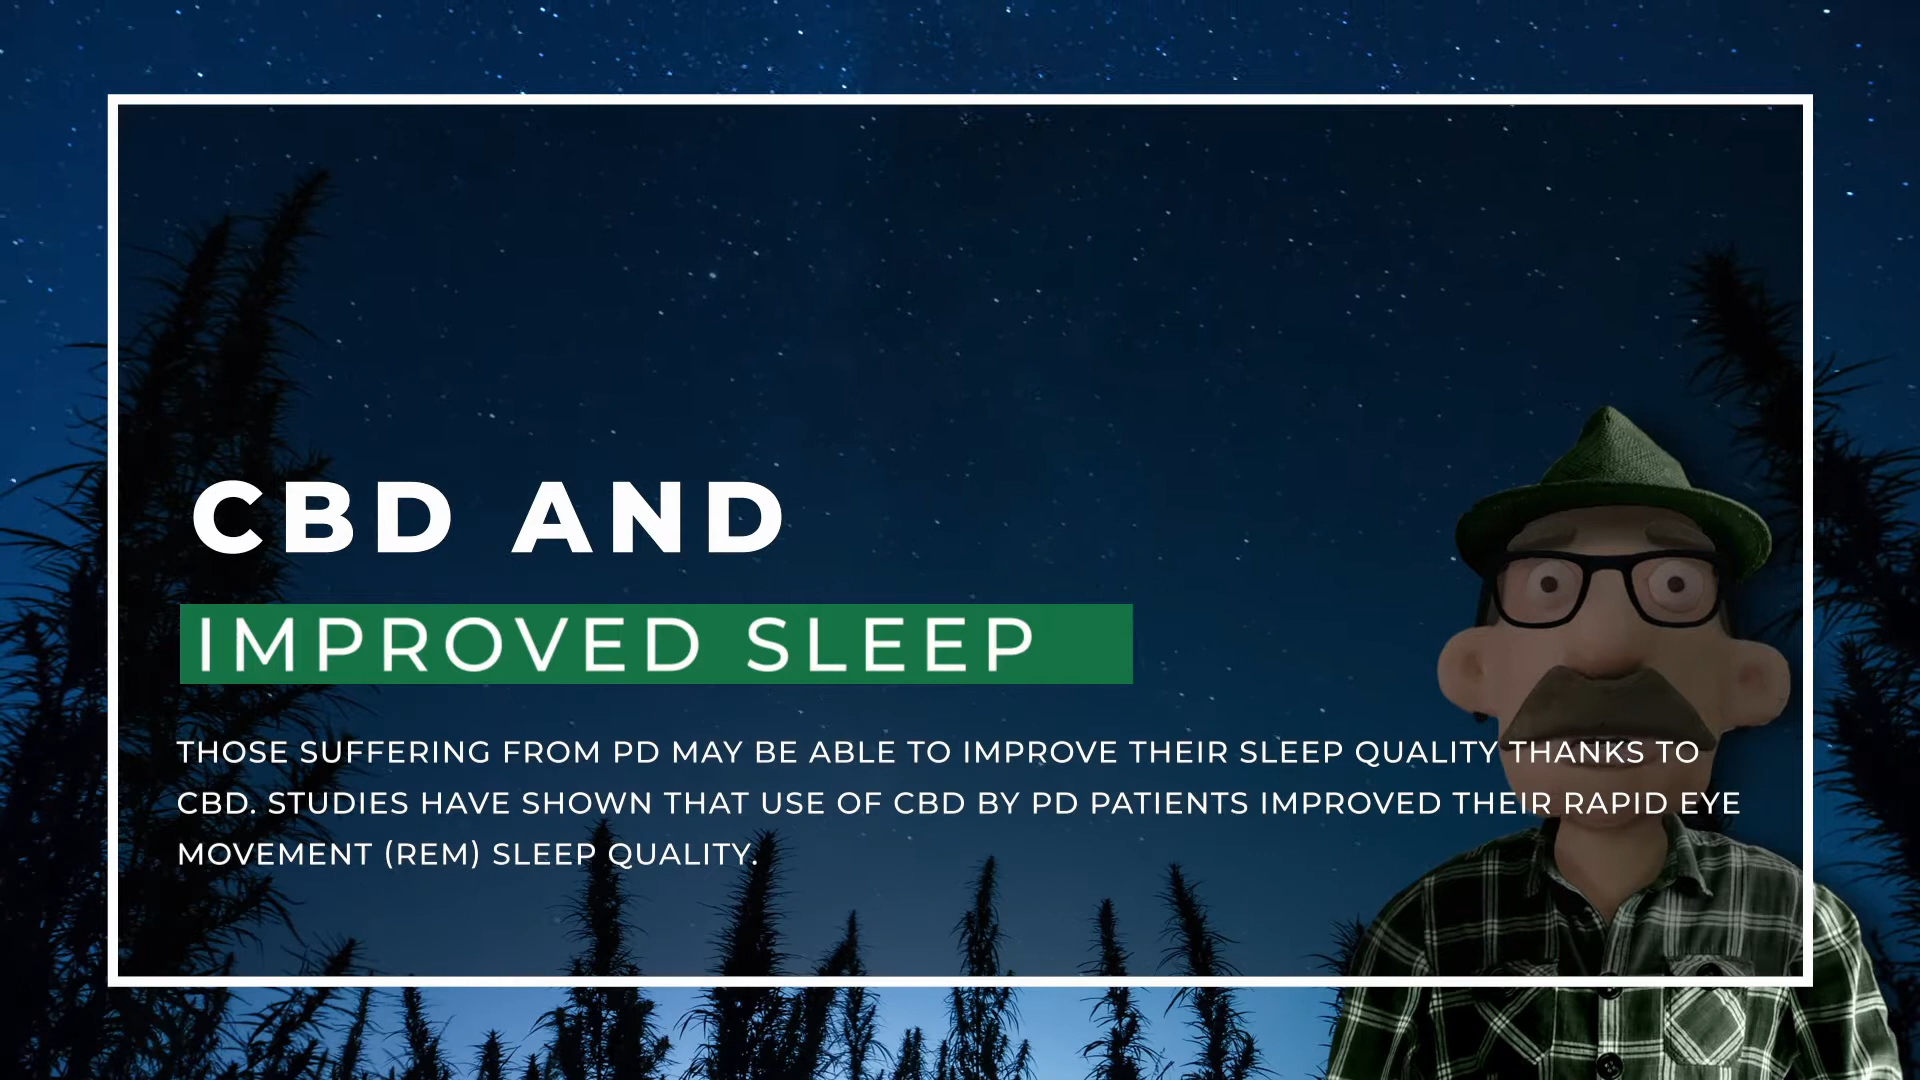 CBD AND
IMPROVED SLEEP
THOSE SUFFERING FROM PD MAY BE ABLE TO IMPROVE THEIR SLEEP QUALITY THANKS TO
CBD. STUDIES HAVE SHOWN THAT USE OF CBD BY PD PATIENTS IMPROVED THEIR RAPID EYE
MOVEMENT (REM) SLEEP QUALITY.